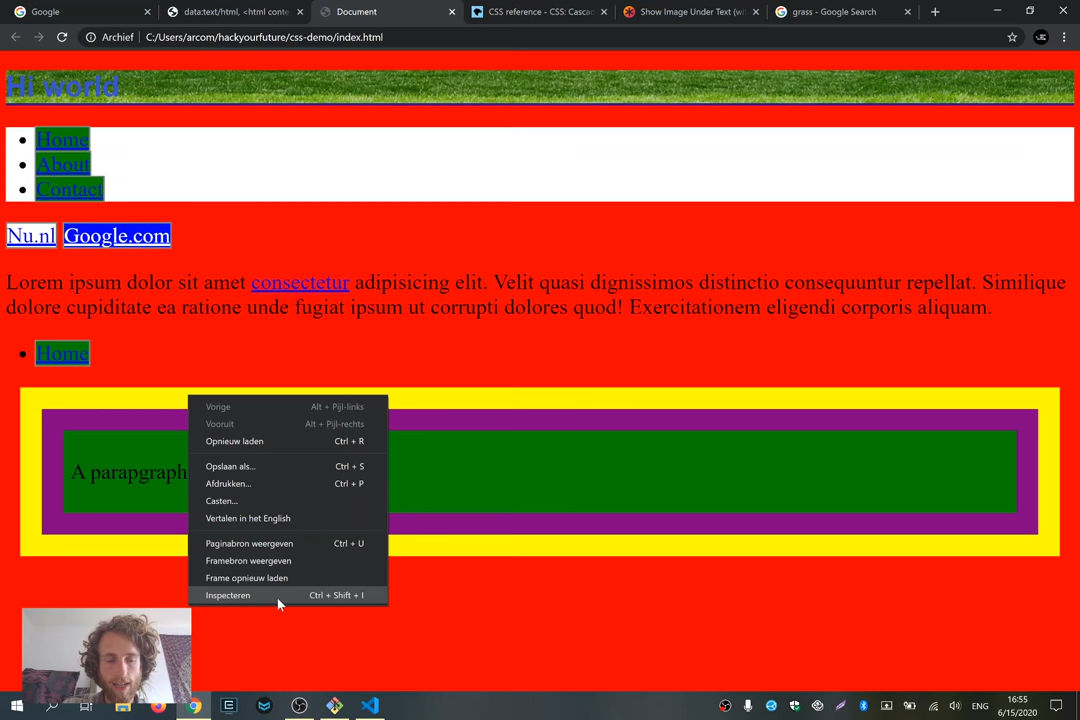 Google
data:text/html, <html conte
Document
CSS reference - CSS: Casca
Show Image Under Text (wi
grass - Google Search
Archief
C:/Users/arcom/hackyourfuture/css-demo/index.html
Hi world
Home
About
Contact
Nu.nl Google.com
Lorem ipsum dolor sit amet consectetur adipisicing elit. Velit quasi dignissimos distinctio consequuntur repellat. Similique
dolore cupiditate ea ratione unde fugiat ipsum ut corrupti dolores quod! Exercitationem eligendi corporis aliquam.
Home
A parapgraph
Vorige Alt + Pijl-links
Vooruit Alt + Pijl-rechts
Opnieuw laden Ctrl + R
Opslaan als... Ctrl + S
Afdrukken... Ctrl + P
Casten...
Vertalen in het English
Paginabron weergeven Ctrl + U
Framebron weergeven
Frame opnieuw laden
Inspecteren Ctrl + Shift + I
ENG
16:55
6/15/2020